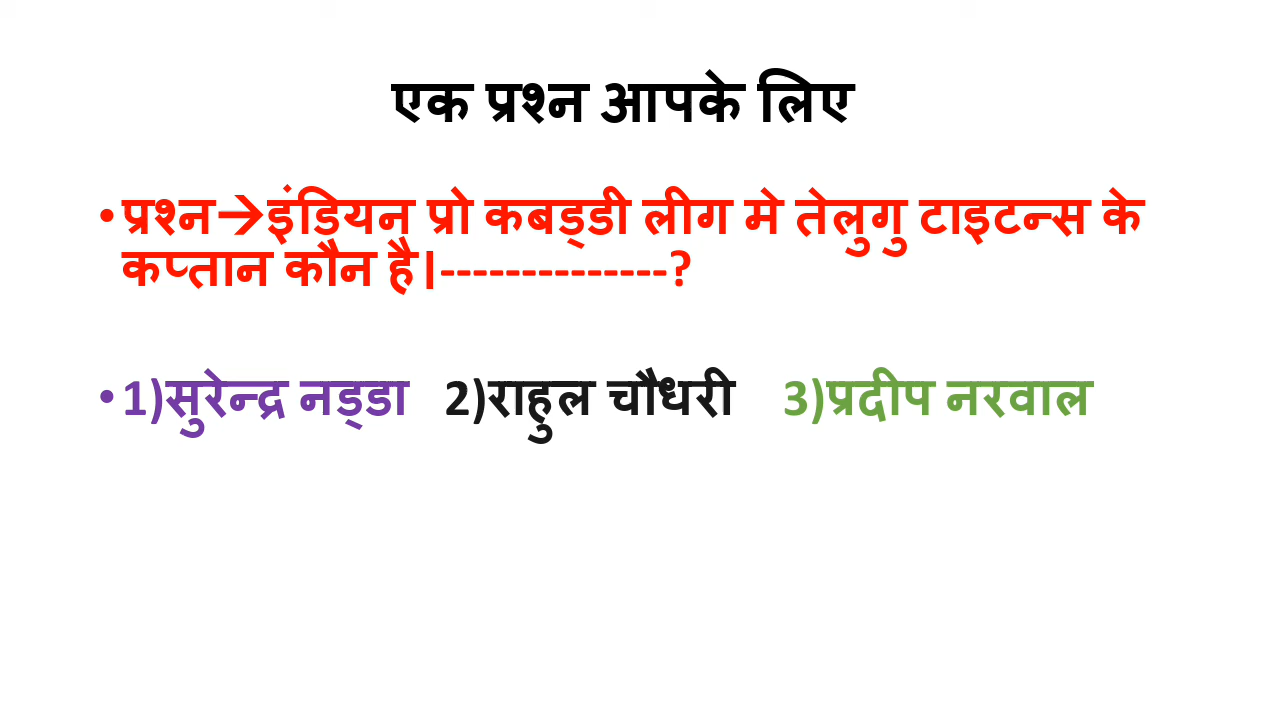 एक प्रश्न आपके लिए
•प्रश्न→इंडियन प्रो कबड्डी लीग मे तेलुगु टाइटन्स के
कप्तान कौन है।--------------?
•1)सुरेन्द्र नड्डा 2)राहुल चौधरी 3)प्रदीप नरवाल